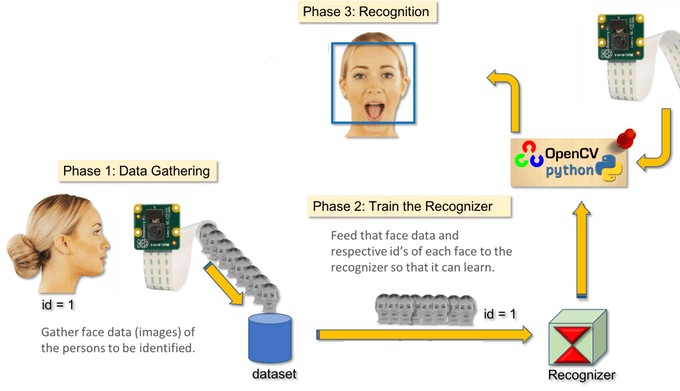 Phase 3: Recognition
OpenCV
python
Phase 1: Data Gathering
id = 1
Gather face data (images) of
the persons to be identified.
dataset
Phase 2: Train the Recognizer
Feed that face data and
respective id's of each face to the
recognizer so that it can learn.
id = 1
Recognizer